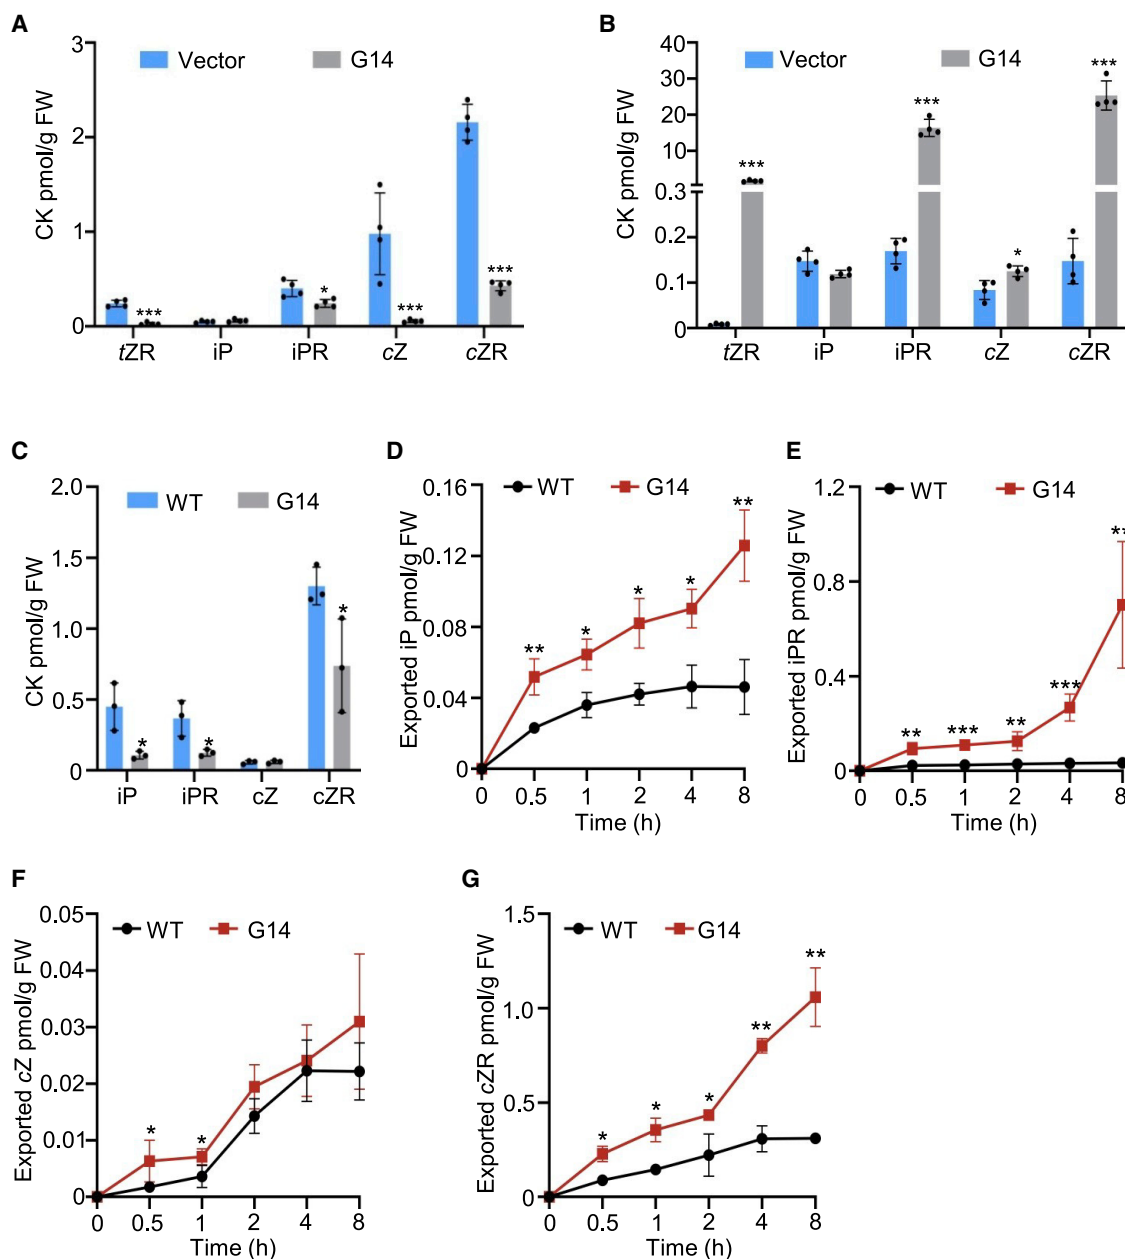 A
CK pmol/g FW
Vector
G14
3
2
1
0
***
*
***
***
tZR
iP
iPR
cZ
cZR
B
CK pmol/g FW
Vector
G14
40
30
20
10
0.3
0.2
0.1
0
***
***
*
***
tZR
iP
iPR
cZ
cZR
C
CK pmol/g FW
WT
G14
2.0
1.5
1.0
0.5
0
*
*
*
iP
iPR
cZ
cZR
D
Exported iP pmol/g FW
WT
G14
0.16
0.12
0.08
0.04
0
**
*
*
*
**
0 0.5 1 2 4 8
Time (h)
E
Exported iPR pmol/g FW
WT
G14
1.2
0.8
0.4
0
**
***
**
***
**
0 0.5 1 2 4 8
Time (h)
F
Exported cZ pmol/g FW
WT
G14
0.05
0.04
0.03
0.02
0.01
0
*
*
0 0.5 1 2 4 8
Time (h)
G
Exported cZR pmol/g FW
WT
G14
1.5
1.0
0.5
0
*
*
*
**
**
0 0.5 1 2 4 8
Time (h)